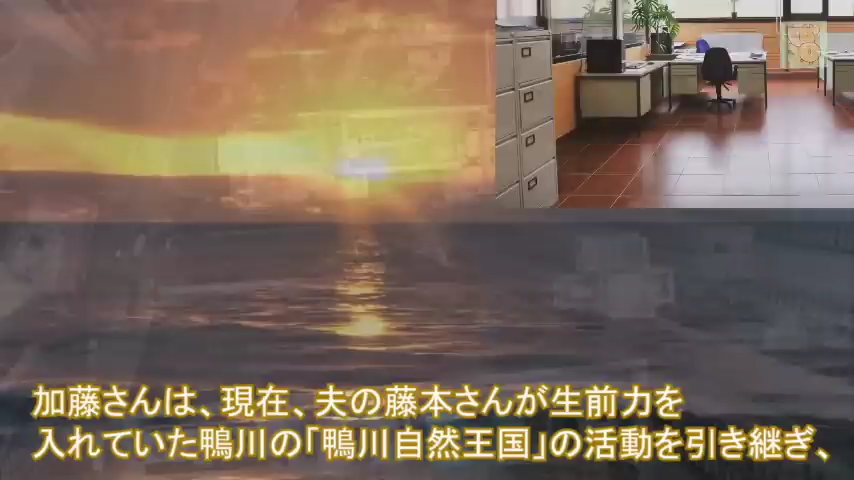 加藤さんは、現在、夫の藤本さんが生前力を
入れていた鴨川の「鴨川自然王国」の活動を引き継ぎ、